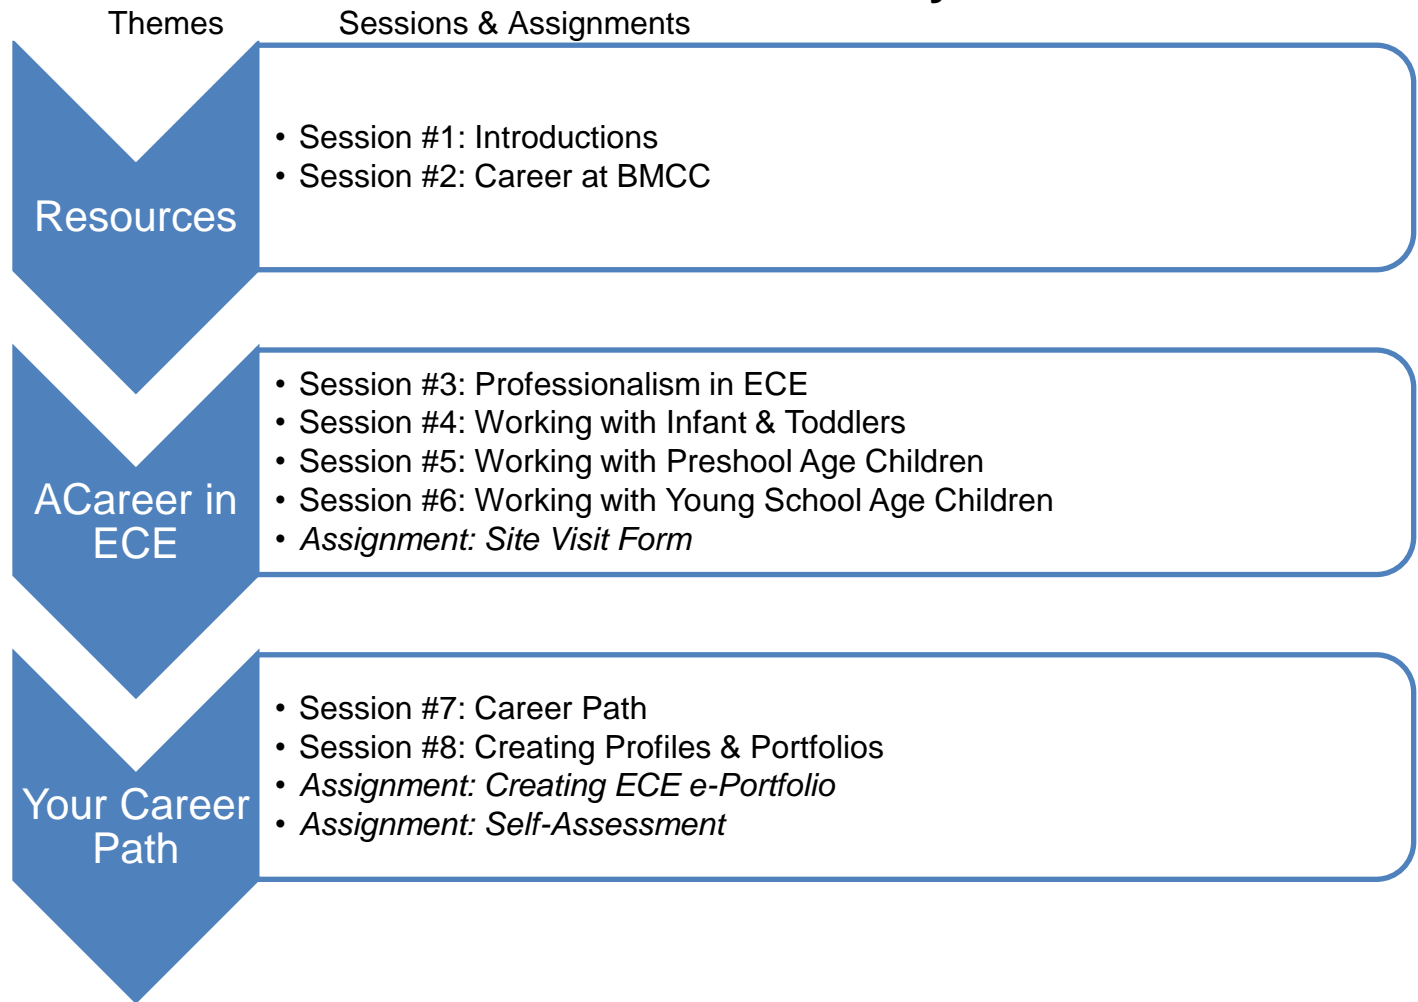 Themes Sessions & Assignments
Resources
• Session #1: Introductions
• Session #2: Career at BMCC
ACareer in
ECE
• Session #3: Professionalism in ECE
• Session #4: Working with Infant & Toddlers
• Session #5: Working with Preshool Age Children
• Session #6: Working with Young School Age Children
• Assignment: Site Visit Form
Your Career
Path
• Session #7: Career Path
• Session #8: Creating Profiles & Portfolios
• Assignment: Creating ECE e-Portfolio
• Assignment: Self-Assessment